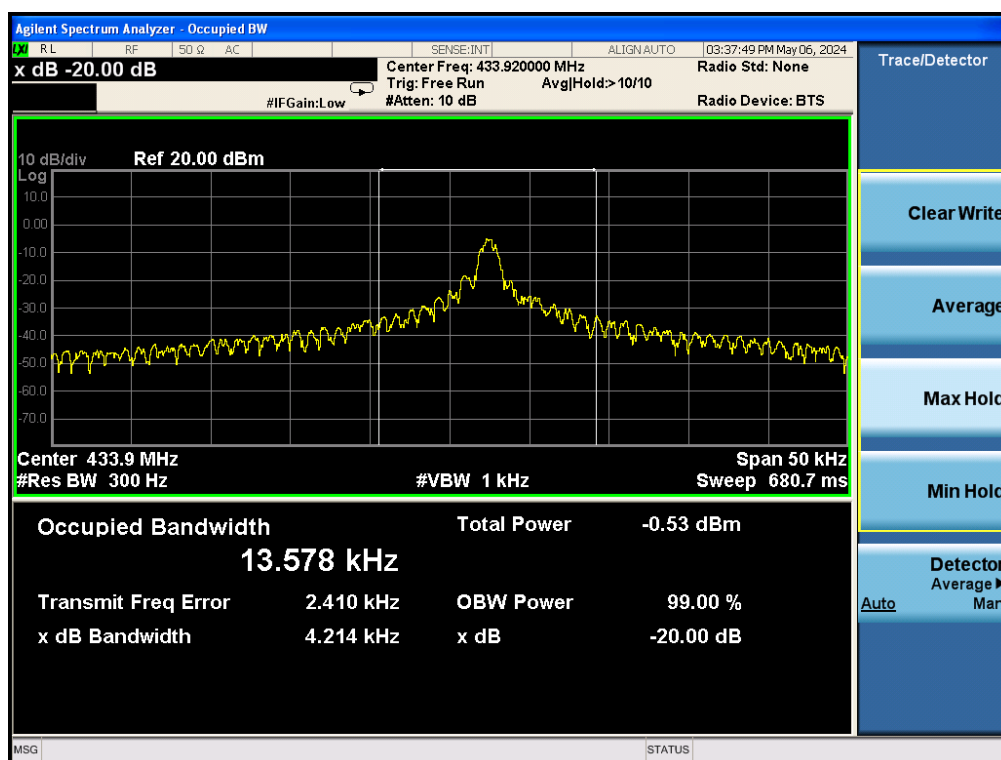 Agilent Spectrum Analyzer - Occupied BW
LXI RL RF 50 Ω AC SENSE:INT ALIGN AUTO 03:37:49 PM May 06, 2024
x dB -20.00 dB
Center Freq: 433.920000 MHz Radio Std: None
Trig: Free Run Avg|Hold:> 10/10
#IFGain:Low #Atten: 10 dB Radio Device: BTS
10 dB/div Ref 20.00 dBm
Log
10.0
0.00
-10.0
-20.0
-30.0
-40.0
-50.0
-60.0
-70.0
Center 433.9 MHz Span 50 kHz
#Res BW 300 Hz #VBW 1 kHz Sweep 680.7 ms
Occupied Bandwidth Total Power -0.53 dBm
13.578 kHz
Transmit Freq Error 2.410 kHz OBW Power 99.00 %
x dB Bandwidth 4.214 kHz x dB -20.00 dB
MSG STATUS
Trace/Detector
Clear Write
Average
Max Hold
Min Hold
Detector
Average▶
Auto Man